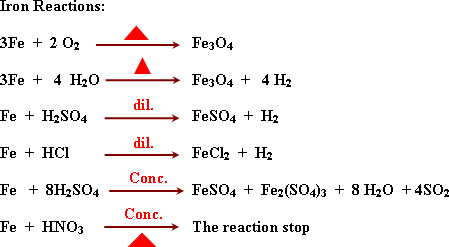 Iron Reactions:
3Fe + 2 O₂ ⟶ Fe₃O₄
3Fe + 4 H₂O ⟶ Fe₃O₄ + 4 H₂
dil.
Fe + H₂SO₄ ⟶ FeSO₄ + H₂
dil.
Fe + HCl ⟶ FeCl₂ + H₂
Conc.
Fe + 8H₂SO₄ ⟶ FeSO₄ + Fe₂(SO₄)₃ + 8 H₂O + 4SO₂
Conc.
Fe + HNO₃ ⟶ The reaction stop